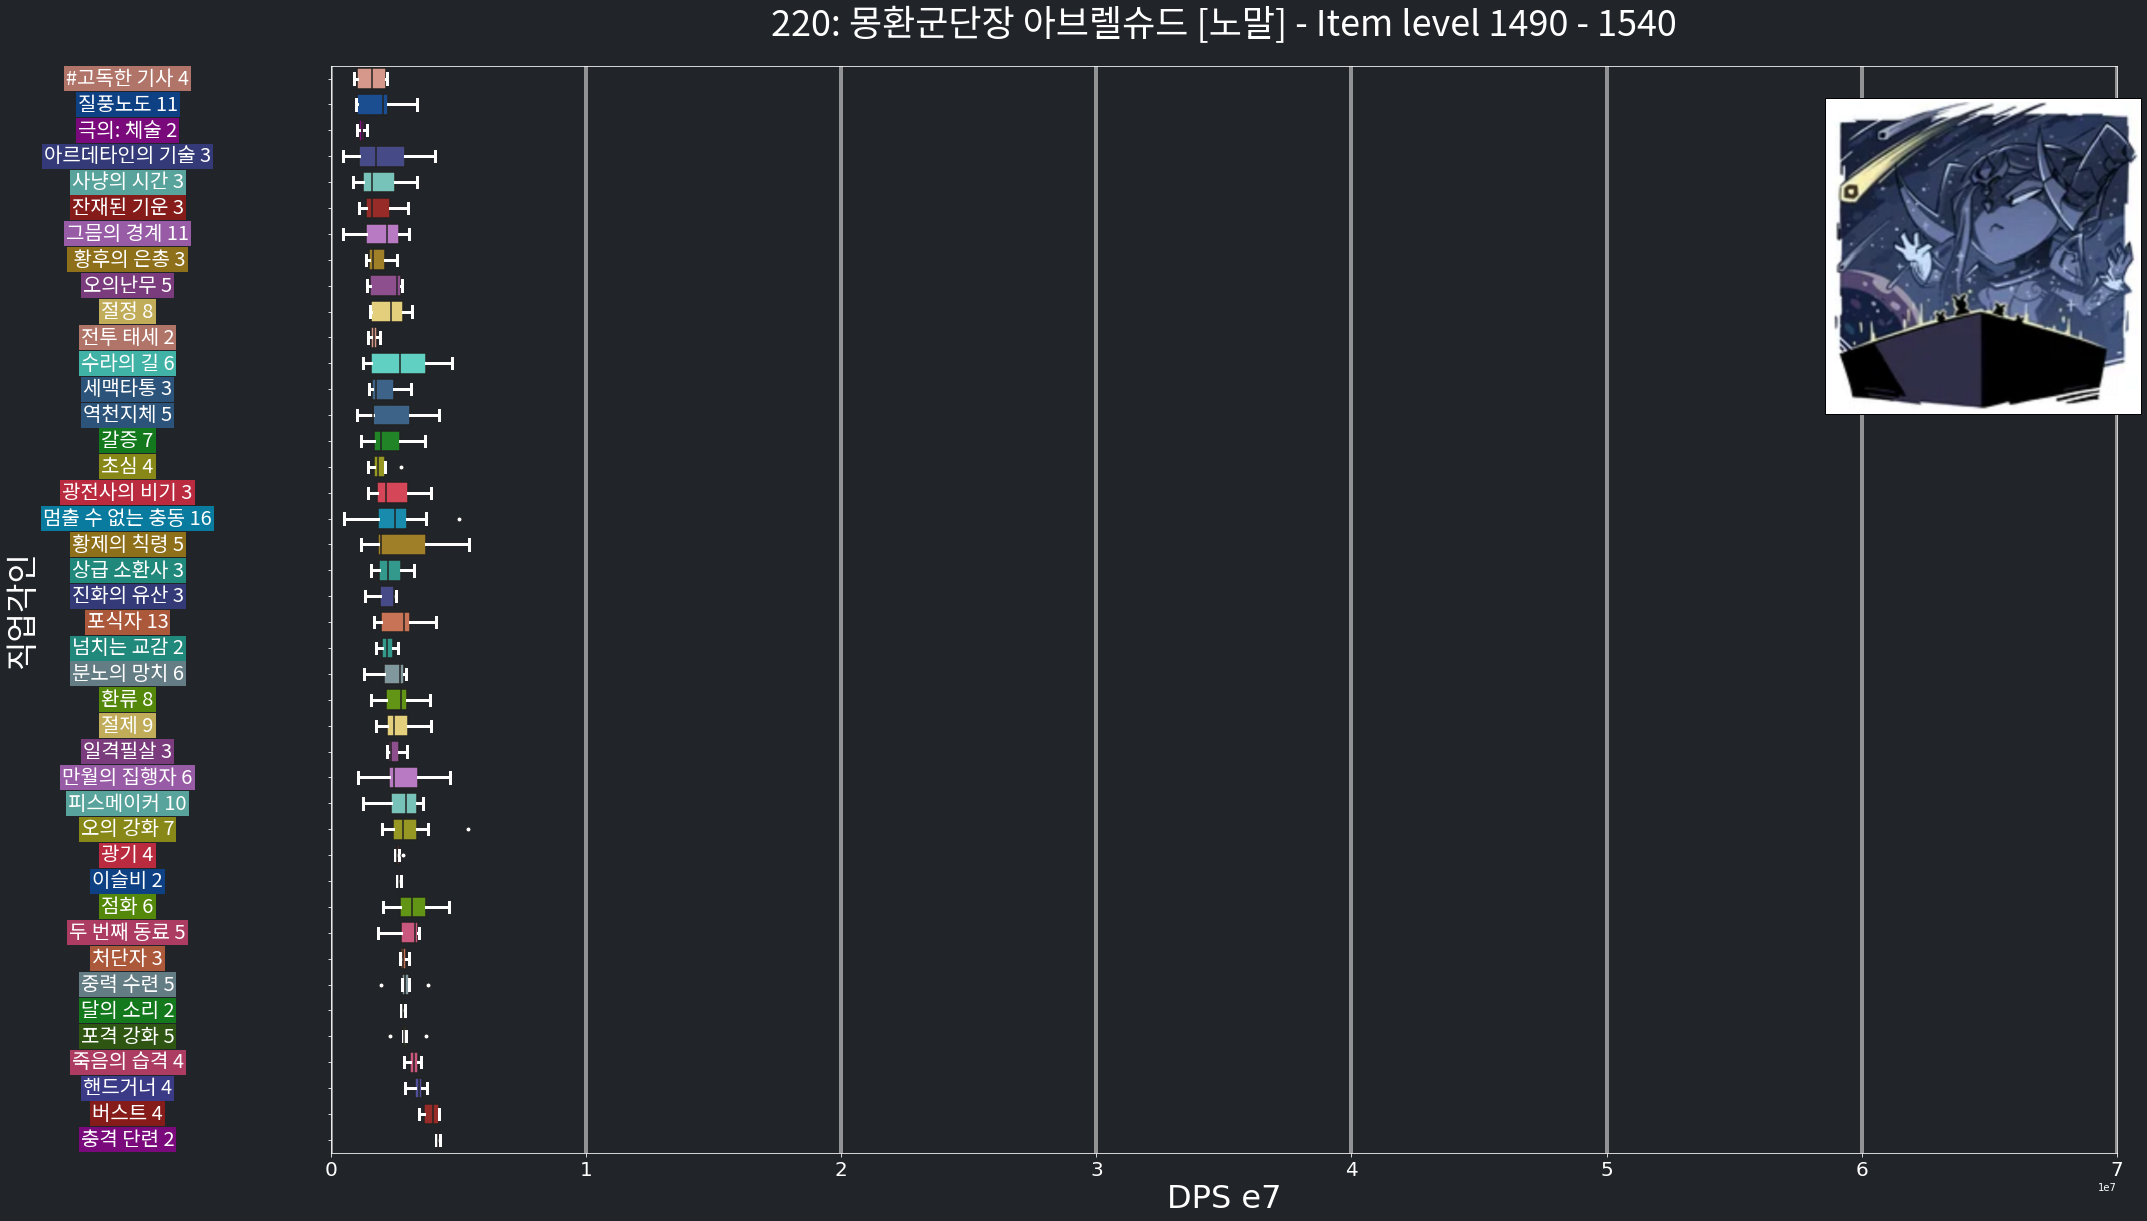 220: 몽환군단장 아브렐슈드 [노말] - Item level 1490 - 1540
직업각인
#고독한 기사 4
질풍노도 11
극의: 체술 2
아르데타인의 기술 3
사냥의 시간 3
잔재된 기운 3
그믐의 경계 11
황후의 은총 3
오의난무 5
절정 8
전투 태세 2
수라의 길 6
세맥타통 3
역천지체 5
갈증 7
초심 4
광전사의 비기 3
멈출 수 없는 충동 16
황제의 칙령 5
상급 소환사 3
진화의 유산 3
포식자 13
넘치는 교감 2
분노의 망치 6
환류 8
절제 9
일격필살 3
만월의 집행자 6
피스메이커 10
오의 강화 7
광기 4
이슬비 2
점화 6
두 번째 동료 5
처단자 3
중력 수련 5
달의 소리 2
포격 강화 5
죽음의 습격 4
핸드거너 4
버스트 4
충격 단련 2
0 1 2 3 4 5 6 7
1e7
DPS e7